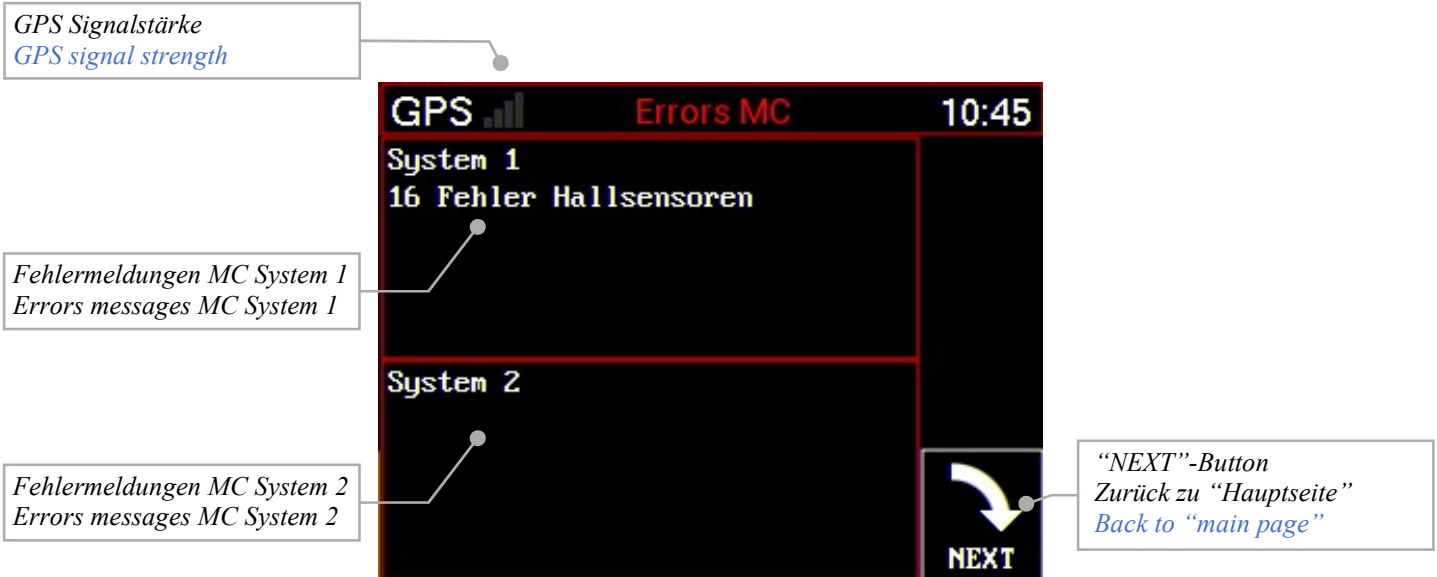 GPS Signalstärke
GPS signal strength
GPS Errors MC 10:45
System 1
16 Fehler Hallsensoren
Fehlermeldungen MC System 1
Errors messages MC System 1
System 2
Fehlermeldungen MC System 2
Errors messages MC System 2
“NEXT”-Button
Zurück zu “Hauptseite”
Back to “main page”
NEXT